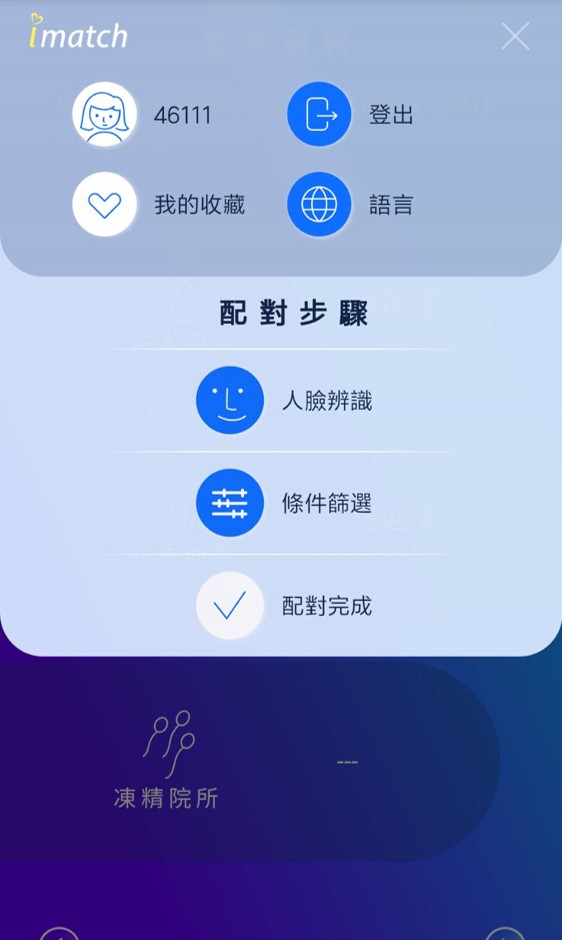 imatch
46111
登出
我的收藏
語言
配對步驟
人臉辨識
條件篩選
配對完成
凍精院所
---